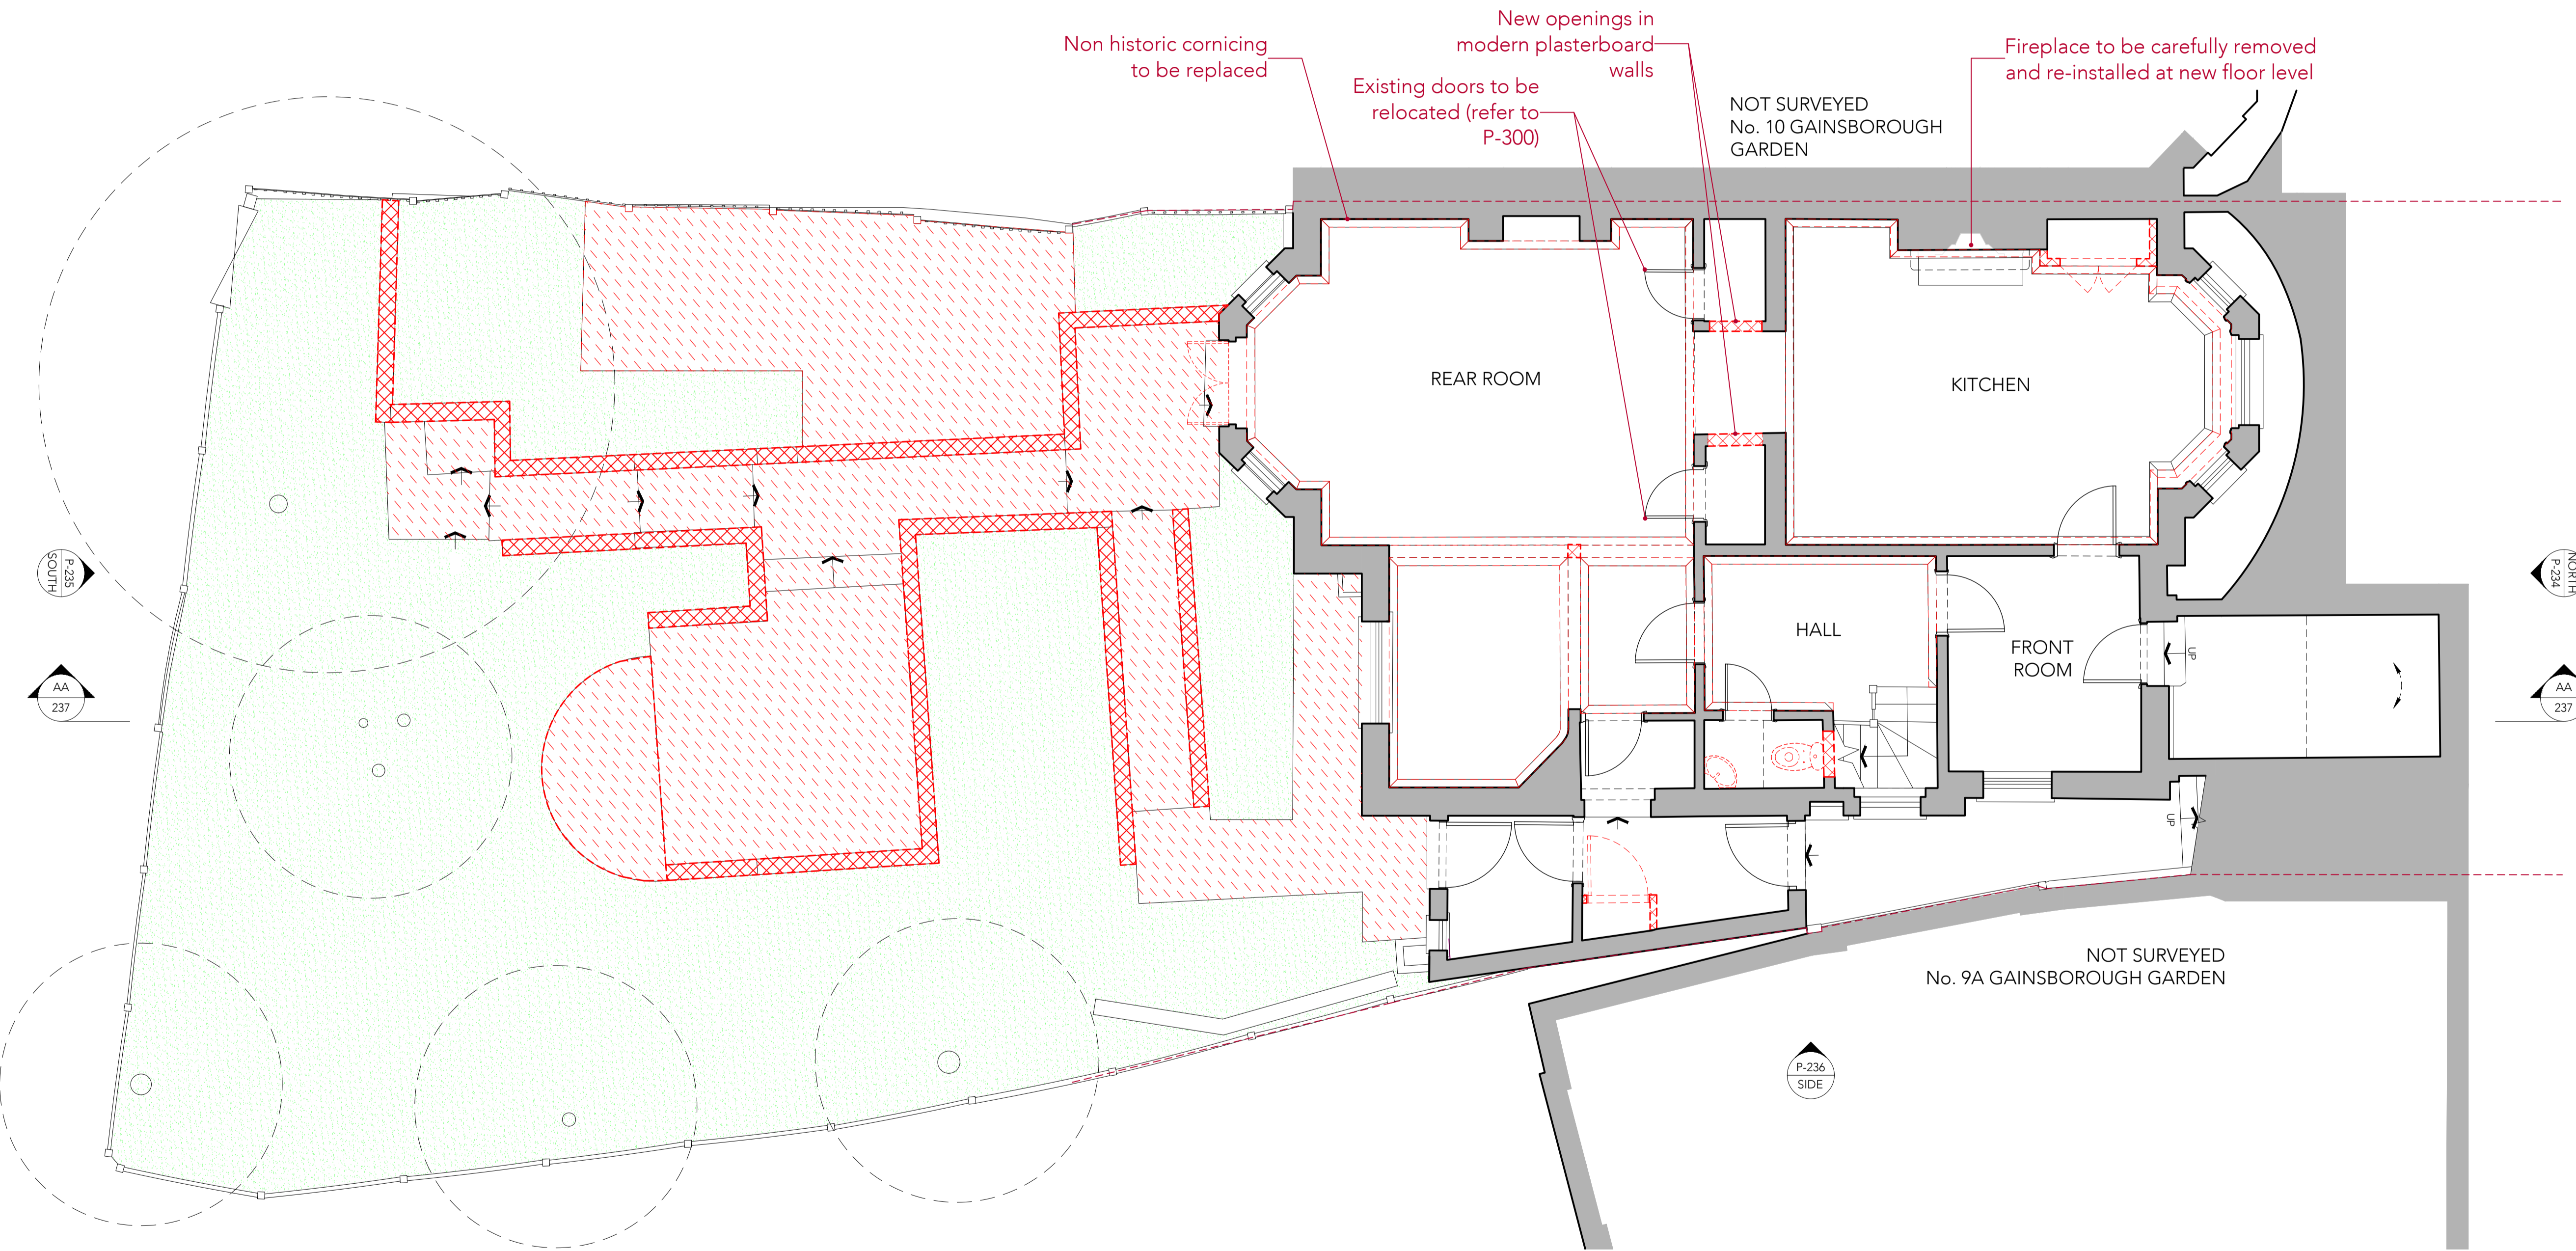 New openings in
modern plasterboard
walls
Non historic cornicing
to be replaced
Existing doors to be
relocated (refer to
P-300)
Fireplace to be carefully removed
and re-installed at new floor level
NOT SURVEYED
No. 10 GAINSBOROUGH
GARDEN
REAR ROOM
KITCHEN
P-235
SOUTH
NORTH
P-234
HALL
FRONT
ROOM
UP
AA
237
AA
237
UP
NOT SURVEYED
No. 9A GAINSBOROUGH GARDEN
P-236
SIDE